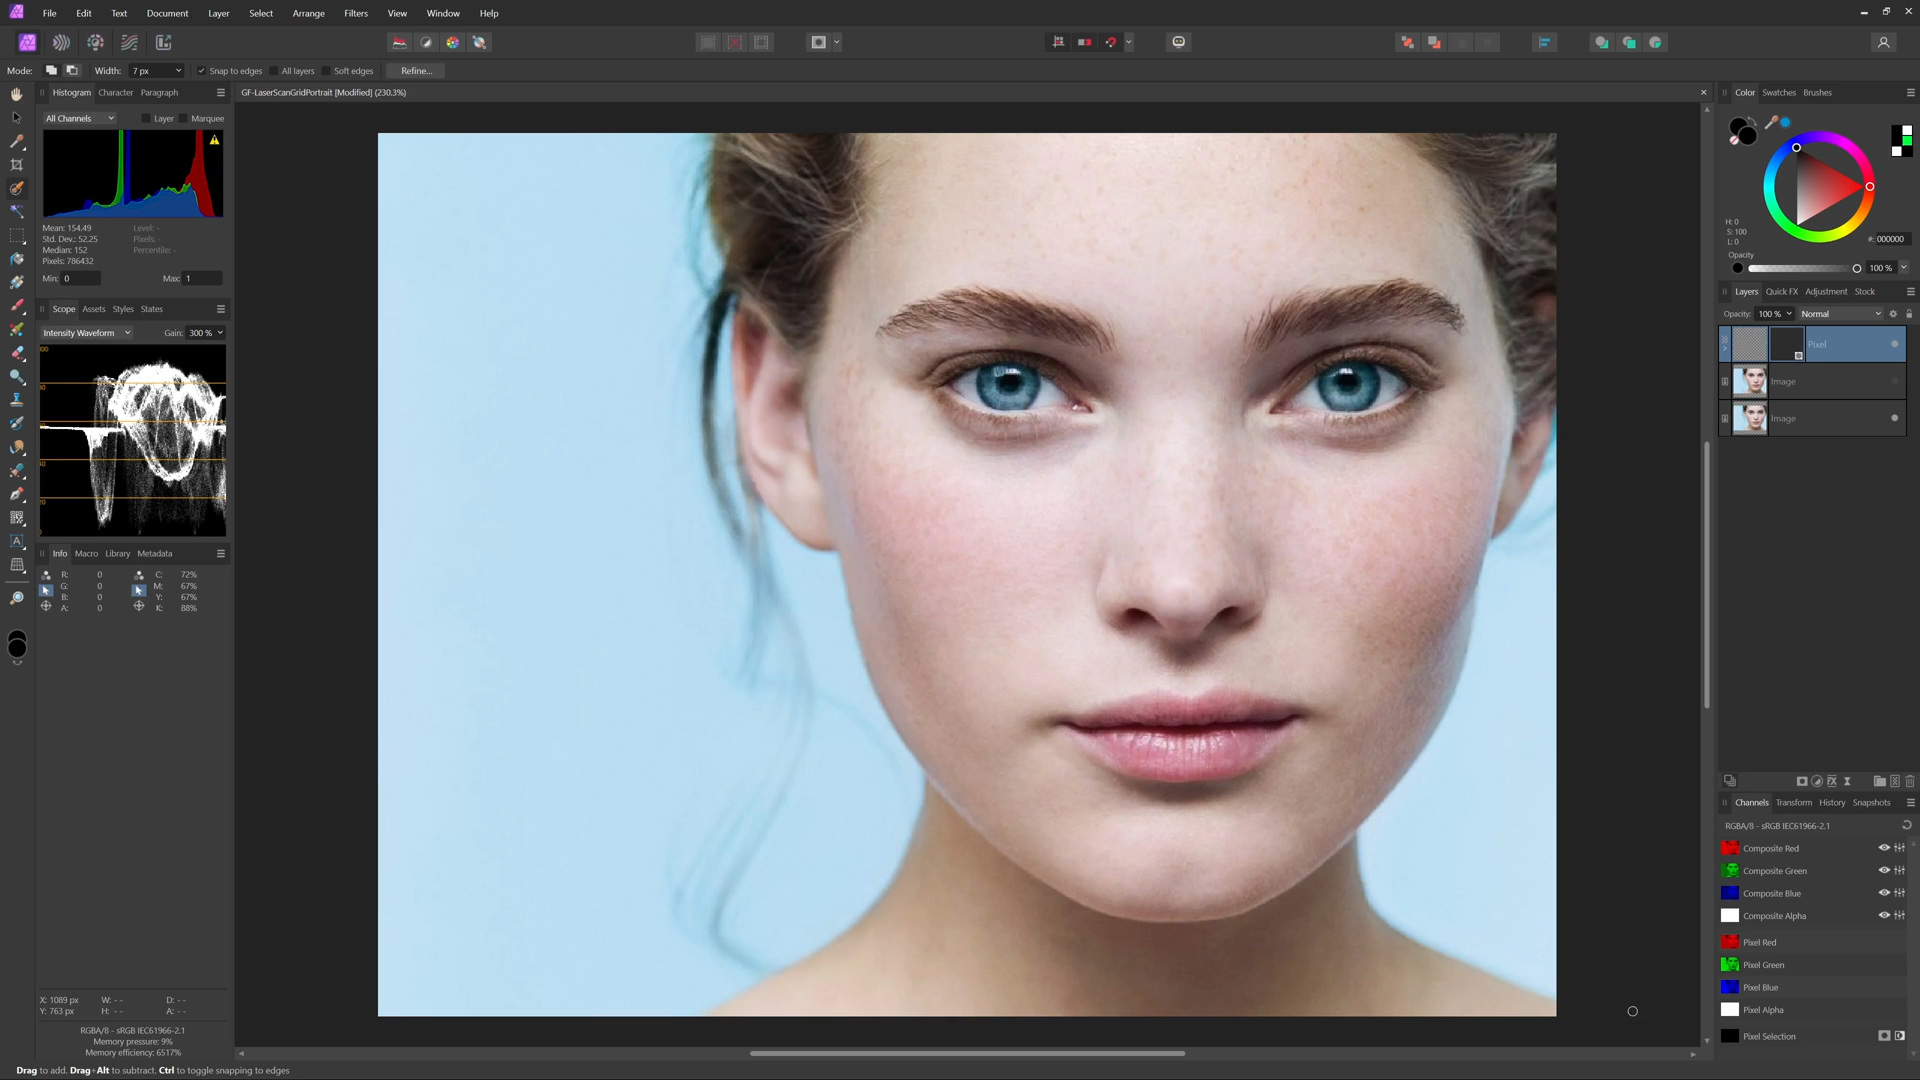 File Edit Text Document Layer Select Arrange Filters View Window Help
Mode: Width: 7 px Snap to edges All layers Soft edges Refine...
Histogram Character Paragraph
GF-LaserScanGridPortrait [Modified] (230.3%)
All Channels Layer Marquee
Mean: 154.49 Level: -
Std. Dev.: 52.25 Pixels: -
Median: 152 Percentile: -
Pixels: 786432
Min: 0 Max: 1
Scope Assets Styles States
Intensity Waveform Gain: 300 %
Info Macro Library Metadata
R: 0 C: 72%
G: 0 M: 67%
B: 0 Y: 67%
A: 0 K: 88%
X: 1089 px W: - - D: - -
Y: 763 px H: - - A: - -
RGBA/8 - sRGB IEC61966-2.1
Memory pressure: 9%
Memory efficiency: 6517%
Drag to add. Drag+Alt to subtract. Ctrl to toggle snapping to edges
Color Swatches Brushes
H: 0
S: 100
L: 0
#: 000000
Opacity
100 %
Layers Quick FX Adjustment Stock
Opacity: 100 % Normal
Pixel
Image
Image
Channels Transform History Snapshots
RGBA/8 - sRGB IEC61966-2.1
Composite Red
Composite Green
Composite Blue
Composite Alpha
Pixel Red
Pixel Green
Pixel Blue
Pixel Alpha
Pixel Selection